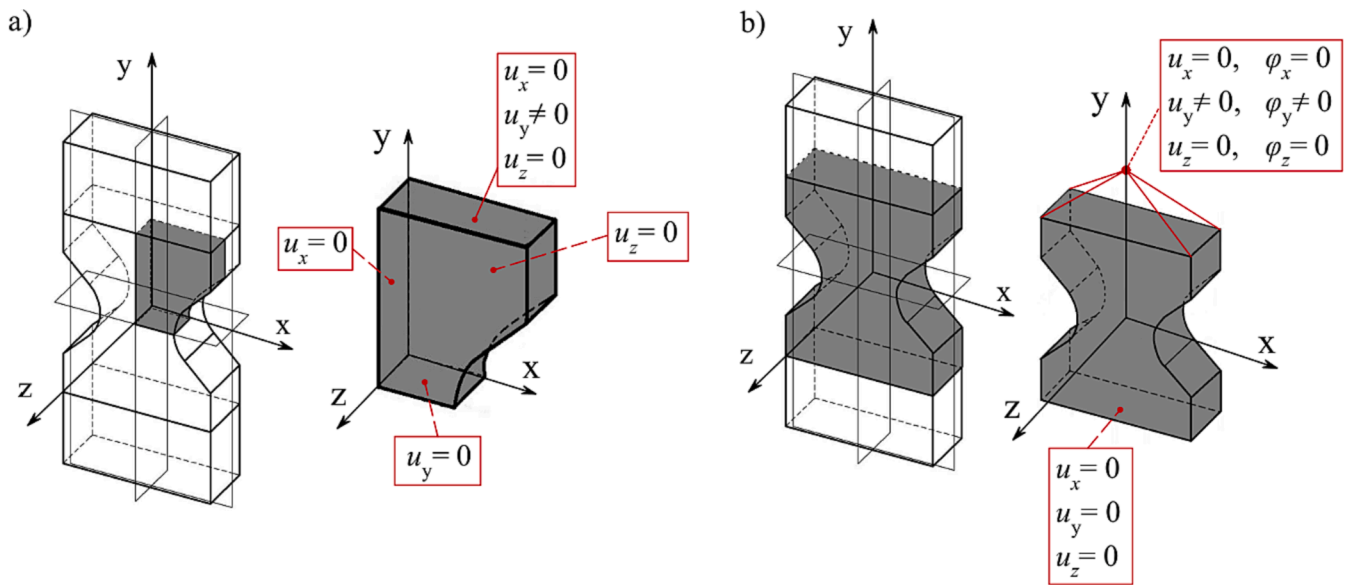 a)
y
x
z
y
x
z
u_x = 0
u_y ≠ 0
u_z = 0
u_x = 0
u_z = 0
u_y = 0
b)
y
x
z
y
x
z
u_x = 0, φ_x = 0
u_y ≠ 0, φ_y ≠ 0
u_z = 0, φ_z = 0
u_x = 0
u_y = 0
u_z = 0